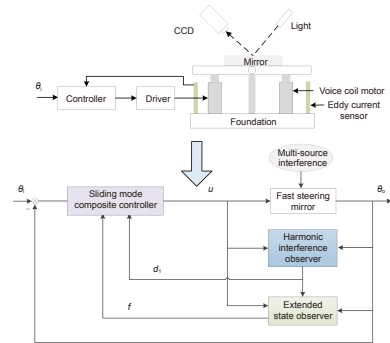 CCD
Light
Mirror
θi
Controller
Driver
Voice coil motor
Eddy current
sensor
Foundation
Multi-source
interference
θi
−
Sliding mode
composite controller
u
Fast steering
mirror
θo
Harmonic
interference
observer
d1
f
Extended
state observer